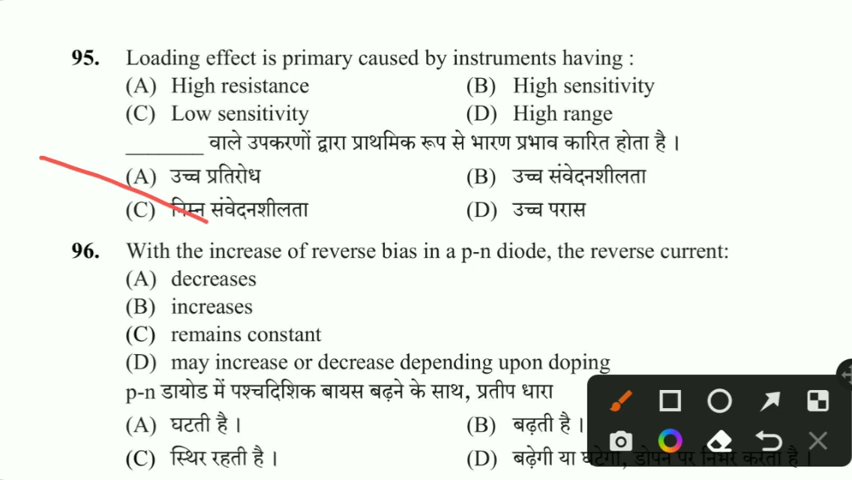 95. Loading effect is primary caused by instruments having :
(A) High resistance (B) High sensitivity
(C) Low sensitivity (D) High range
_______ वाले उपकरणों द्वारा प्राथमिक रूप से भारण प्रभाव कारित होता है ।
(A) उच्च प्रतिरोध (B) उच्च संवेदनशीलता
(C) निम्न संवेदनशीलता (D) उच्च परास
96. With the increase of reverse bias in a p-n diode, the reverse current:
(A) decreases
(B) increases
(C) remains constant
(D) may increase or decrease depending upon doping
p-n डायोड में पश्चदिशिक बायस बढ़ने के साथ, प्रतीप धारा
(A) घटती है । (B) बढ़ती है ।
(C) स्थिर रहती है । (D) बढ़ेगी या घटेगी, डोपन पर निर्भर करता है ।